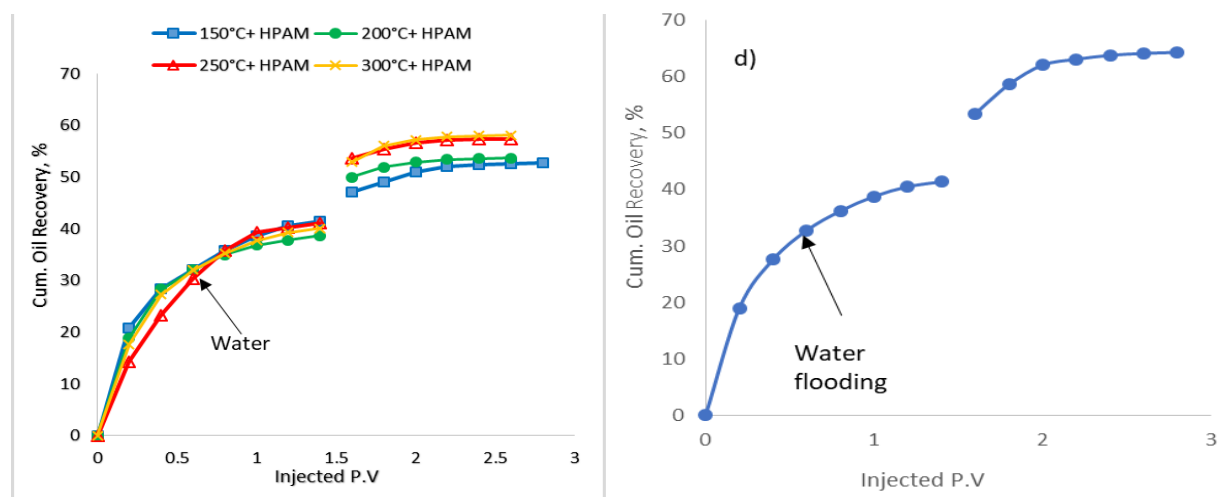 150°C+ HPAM
200°C+ HPAM
250°C+ HPAM
300°C+ HPAM
Cum. Oil Recovery, %
70
60
50
40
30
20
10
0
Water
0
0.5
1
1.5
2
2.5
3
Injected P.V
d)
Cum. Oil Recovery, %
70
60
50
40
30
20
10
0
Water
flooding
0
1
2
3
Injected P.V